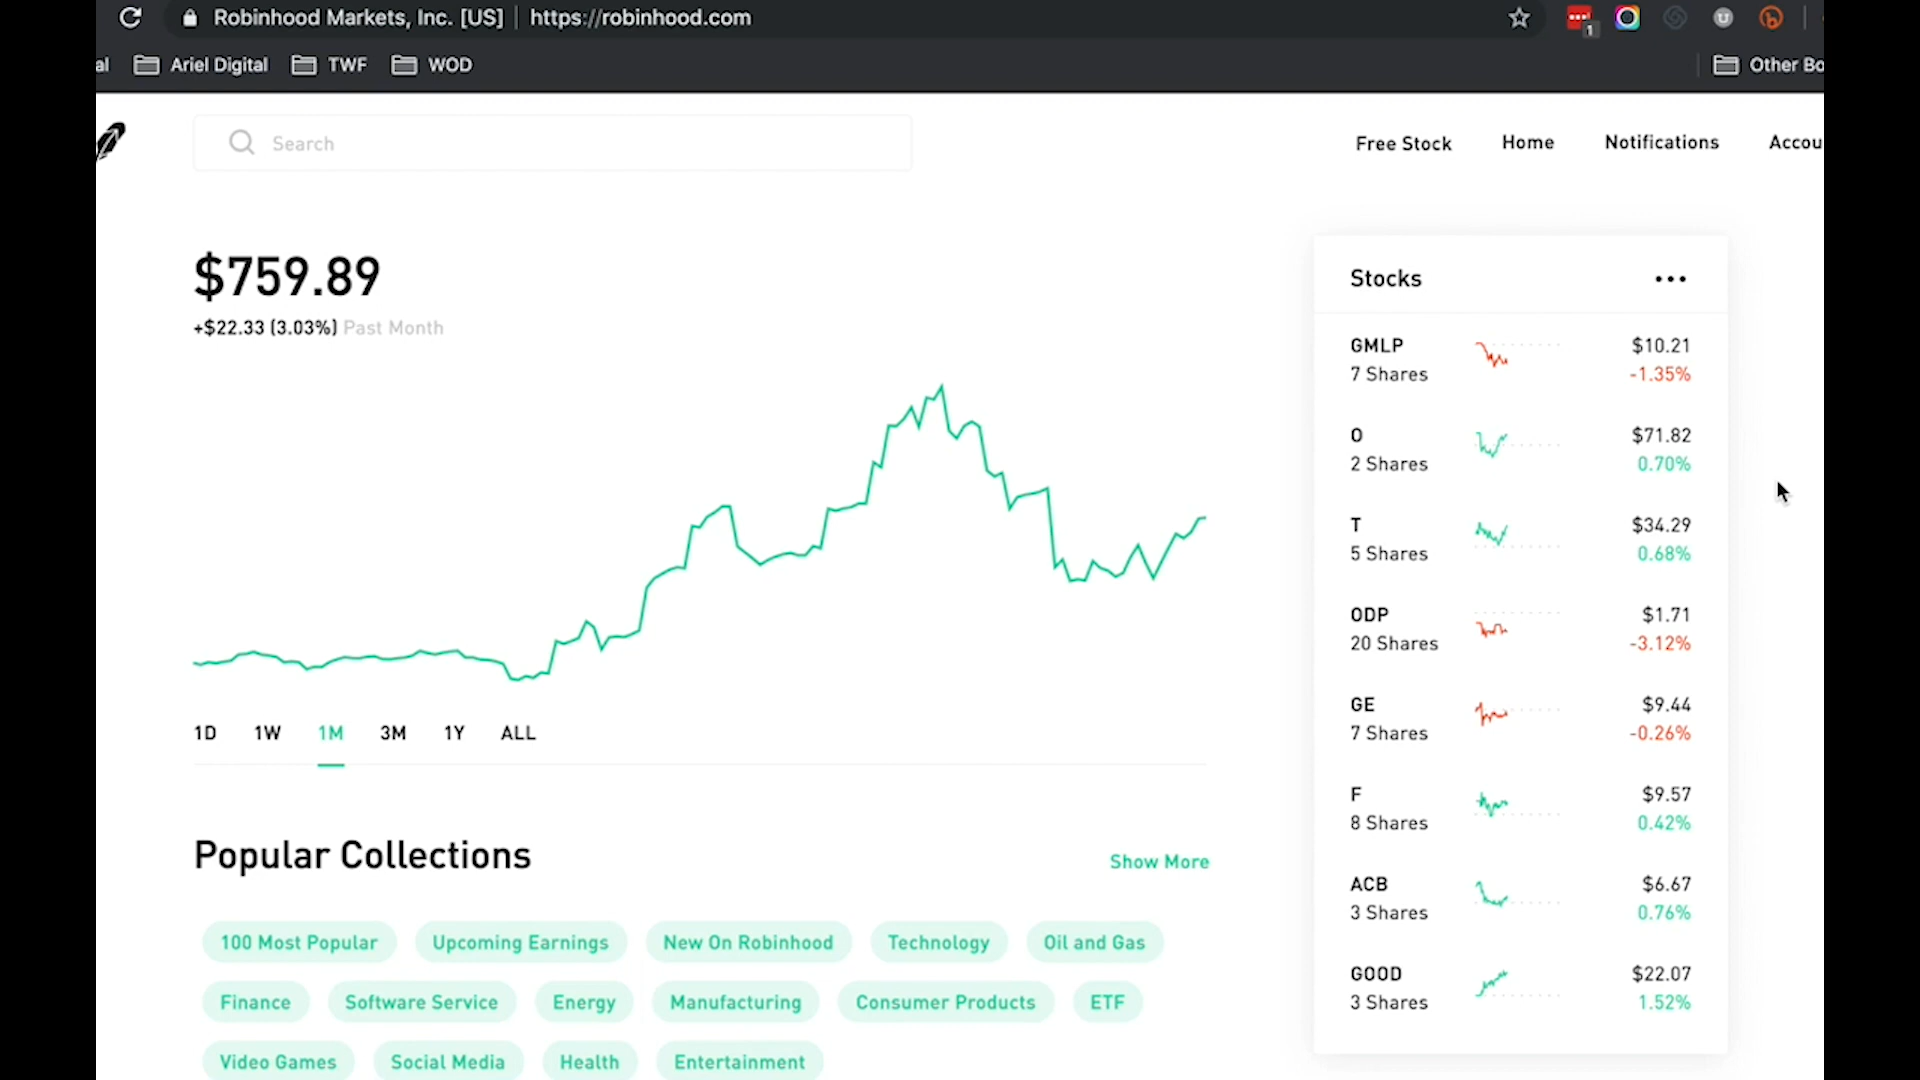 Robinhood Markets, Inc. [US] | https://robinhood.com
1
al Ariel Digital TWF WOD Other Bo
Search
Free Stock Home Notifications Accou
$759.89
+$22.33 (3.03%) Past Month
1D 1W 1M 3M 1Y ALL
Popular Collections
Show More
100 Most Popular Upcoming Earnings New On Robinhood Technology Oil and Gas
Finance Software Service Energy Manufacturing Consumer Products ETF
Video Games Social Media Health Entertainment
Stocks
GMLP $10.21
7 Shares -1.35%
O $71.82
2 Shares 0.70%
T $34.29
5 Shares 0.68%
ODP $1.71
20 Shares -3.12%
GE $9.44
7 Shares -0.26%
F $9.57
8 Shares 0.42%
ACB $6.67
3 Shares 0.76%
GOOD $22.07
3 Shares 1.52%